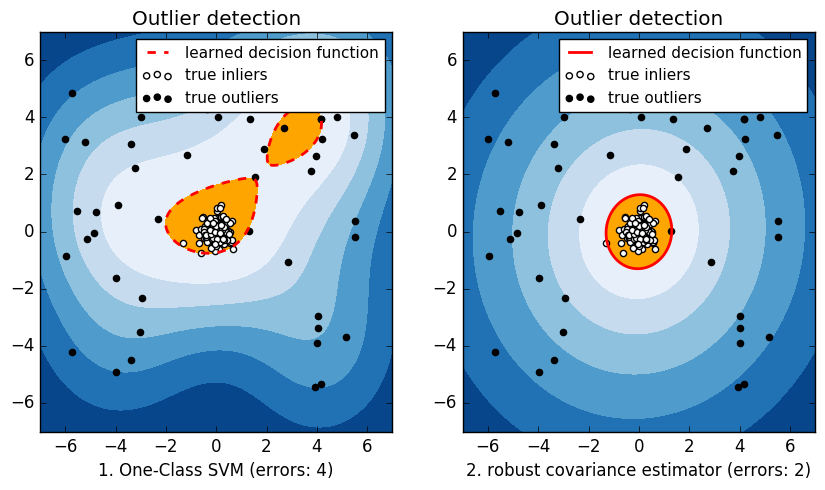 Outlier detection
learned decision function
true inliers
true outliers
6
4
2
0
−2
−4
−6
−6 −4 −2 0 2 4 6
1. One-Class SVM (errors: 4)
Outlier detection
learned decision function
true inliers
true outliers
6
4
2
0
−2
−4
−6
−6 −4 −2 0 2 4 6
2. robust covariance estimator (errors: 2)